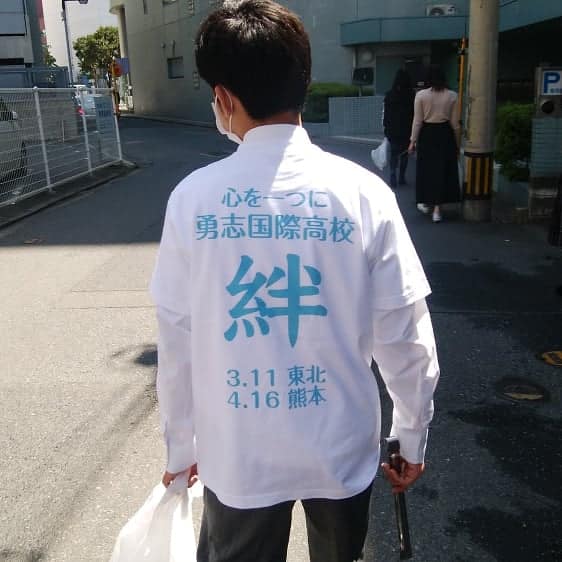 心を一つに
勇志国際高校
絆
3.11 東北
4.16 熊本
P